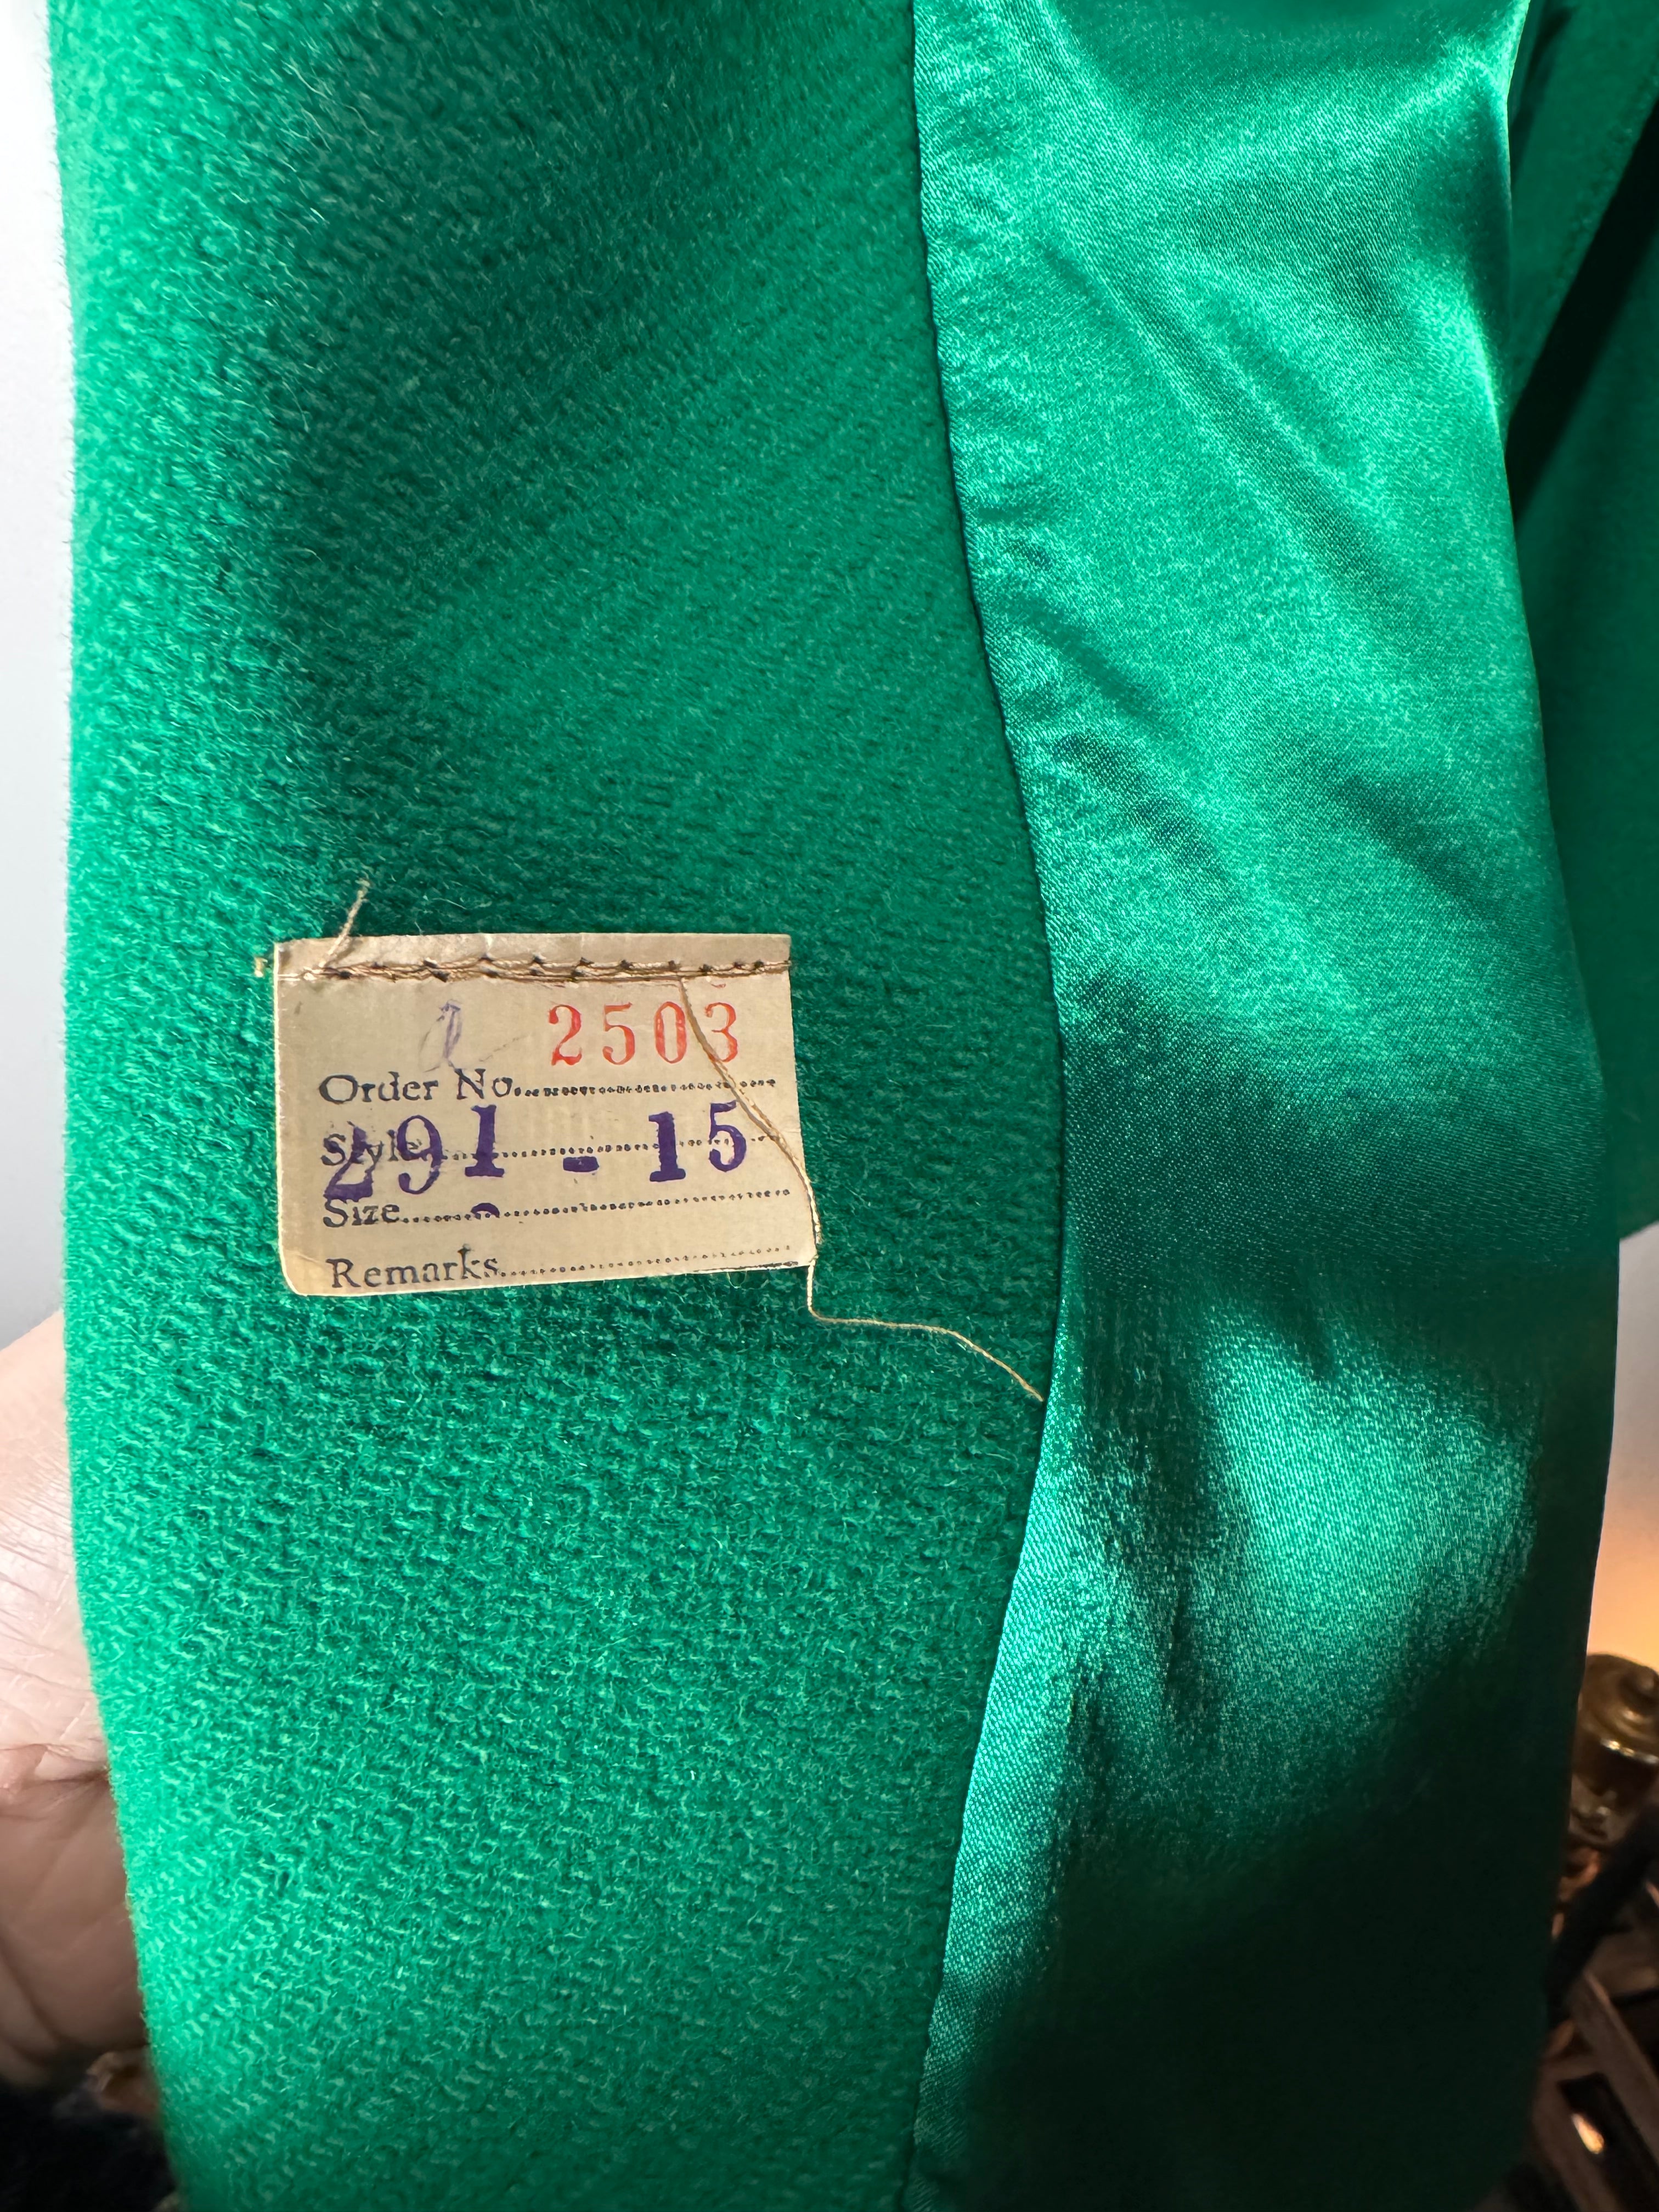 2503
Order No.
Style 291 - 15
Size
Remarks